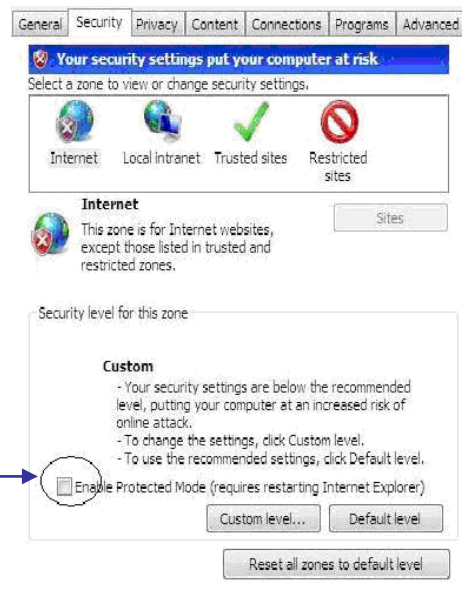 General Security Privacy Content Connections Programs Advanced
Your security settings put your computer at risk
Select a zone to view or change security settings.
Internet Local intranet Trusted sites Restricted
sites
Internet
Sites
This zone is for Internet websites,
except those listed in trusted and
restricted zones.
Security level for this zone
Custom
- Your security settings are below the recommended
level, putting your computer at an increased risk of
online attack.
- To change the settings, click Custom level.
- To use the recommended settings, click Default level.
Enable Protected Mode (requires restarting Internet Explorer)
Custom level... Default level
Reset all zones to default level